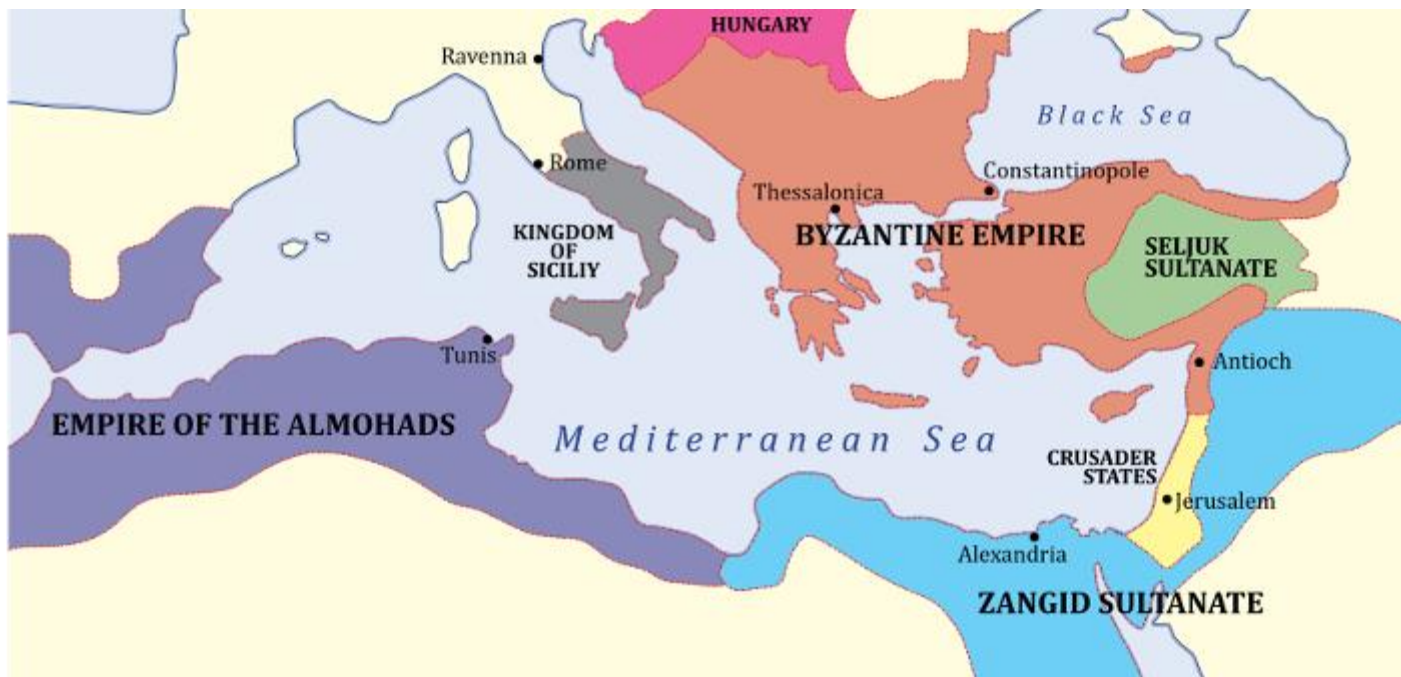 HUNGARY
Ravenna
Black Sea
Rome
Constantinopole
Thessalonica
KINGDOM
OF
SICILIY
BYZANTINE EMPIRE
SELJUK
SULTANATE
Tunis
Antioch
EMPIRE OF THE ALMOHADS
Mediterranean Sea
CRUSADER
STATES
Jerusalem
Alexandria
ZANGID SULTANATE